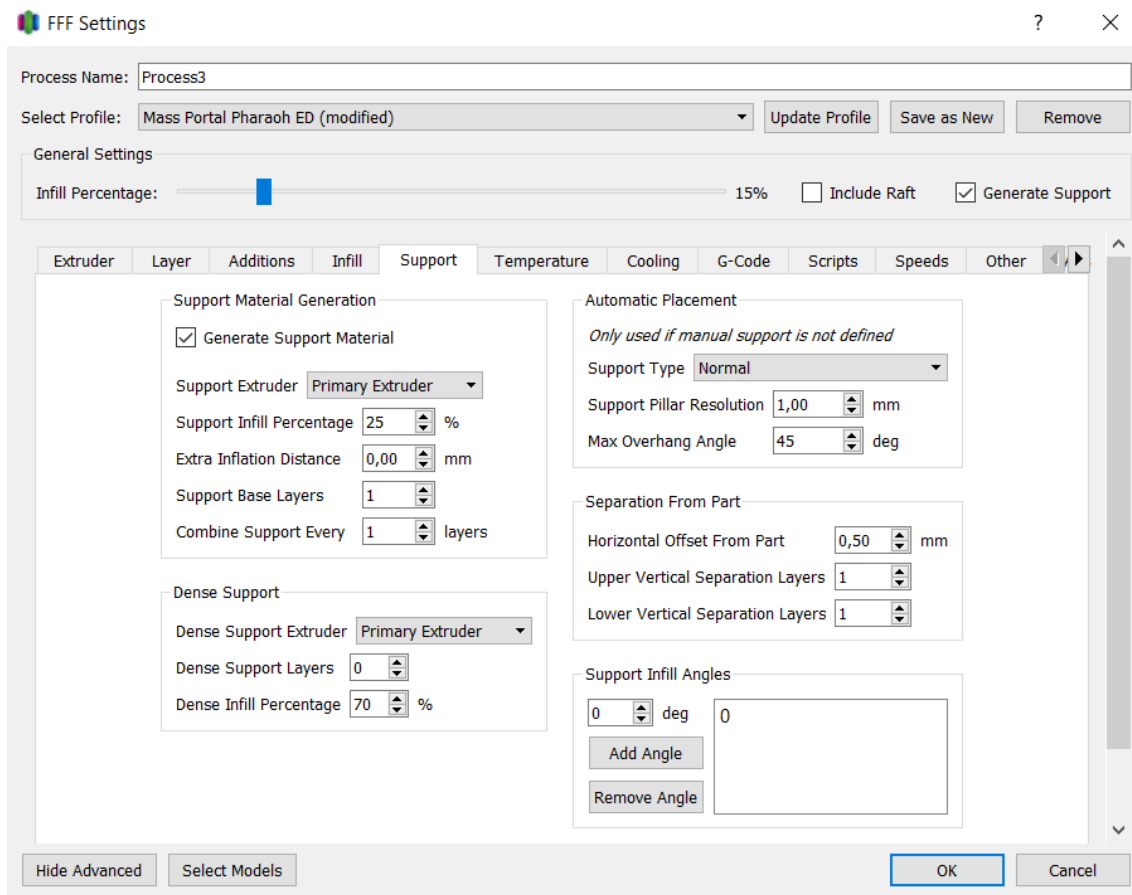 FFF Settings
?
Process Name: Process3
Select Profile: Mass Portal Pharaoh ED (modified) Update Profile Save as New Remove
General Settings
Infill Percentage: 15% Include Raft Generate Support
Extruder Layer Additions Infill Support Temperature Cooling G-Code Scripts Speeds Other
Support Material Generation
Generate Support Material
Support Extruder Primary Extruder
Support Infill Percentage 25 %
Extra Inflation Distance 0,00 mm
Support Base Layers 1
Combine Support Every 1 layers
Dense Support
Dense Support Extruder Primary Extruder
Dense Support Layers 0
Dense Infill Percentage 70 %
Automatic Placement
Only used if manual support is not defined
Support Type Normal
Support Pillar Resolution 1,00 mm
Max Overhang Angle 45 deg
Separation From Part
Horizontal Offset From Part 0,50 mm
Upper Vertical Separation Layers 1
Lower Vertical Separation Layers 1
Support Infill Angles
0 deg 0
Add Angle
Remove Angle
Hide Advanced Select Models OK Cancel